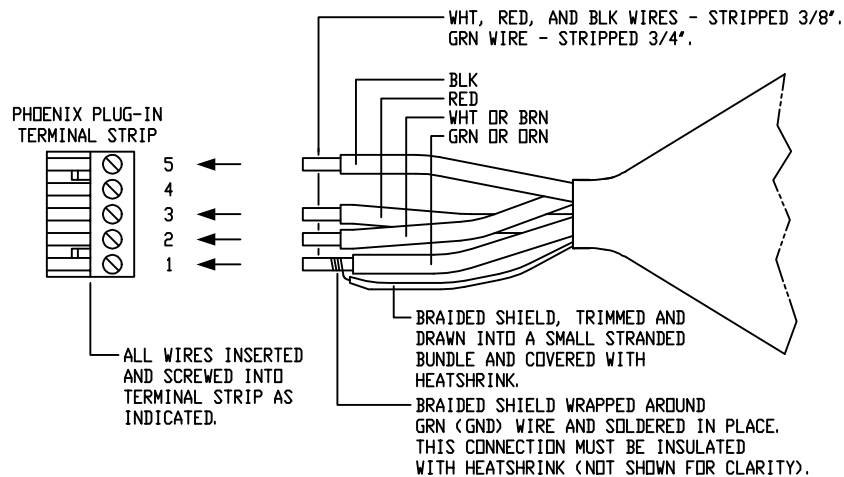 WHT, RED, AND BLK WIRES - STRIPPED 3/8".
GRN WIRE - STRIPPED 3/4".
BLK
RED
WHT OR BRN
GRN OR ORN
PHOENIX PLUG-IN
TERMINAL STRIP
5
4
3
2
1
BRAIDED SHIELD, TRIMMED AND
DRAWN INTO A SMALL STRANDED
BUNDLE AND COVERED WITH
HEATSHRINK.
ALL WIRES INSERTED
AND SCREWED INTO
TERMINAL STRIP AS
INDICATED.
BRAIDED SHIELD WRAPPED AROUND
GRN (GND) WIRE AND SOLDERED IN PLACE.
THIS CONNECTION MUST BE INSULATED
WITH HEATSHRINK (NOT SHOWN FOR CLARITY).